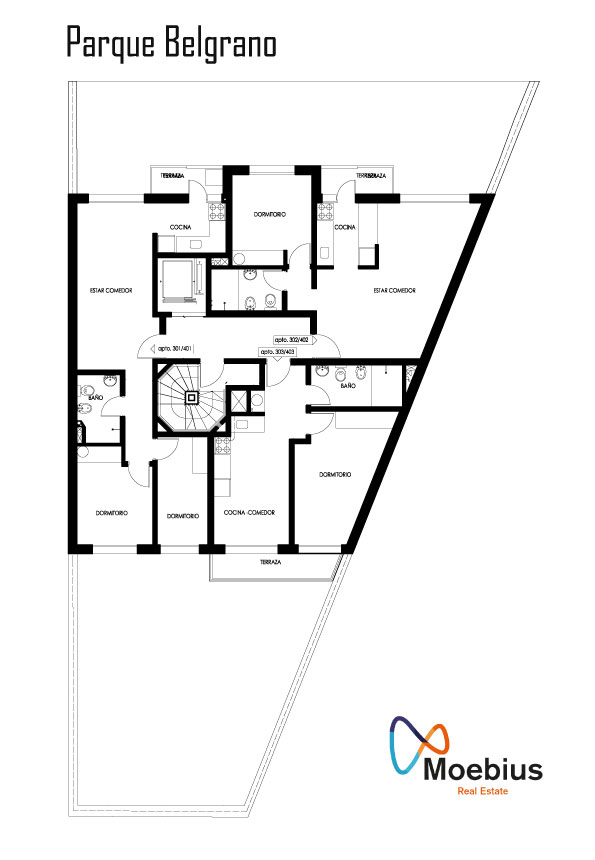 Parque Belgrano
TERRAZA
TERRAZA
DORMITORIO
COCINA
COCINA
ESTAR COMEDOR
ESTAR COMEDOR
apto. 302/402
apto. 301/401
apto. 303/403
BAÑO
BAÑO
DORMITORIO
DORMITORIO
DORMITORIO
COCINA -COMEDOR
TERRAZA
Moebius
Real Estate